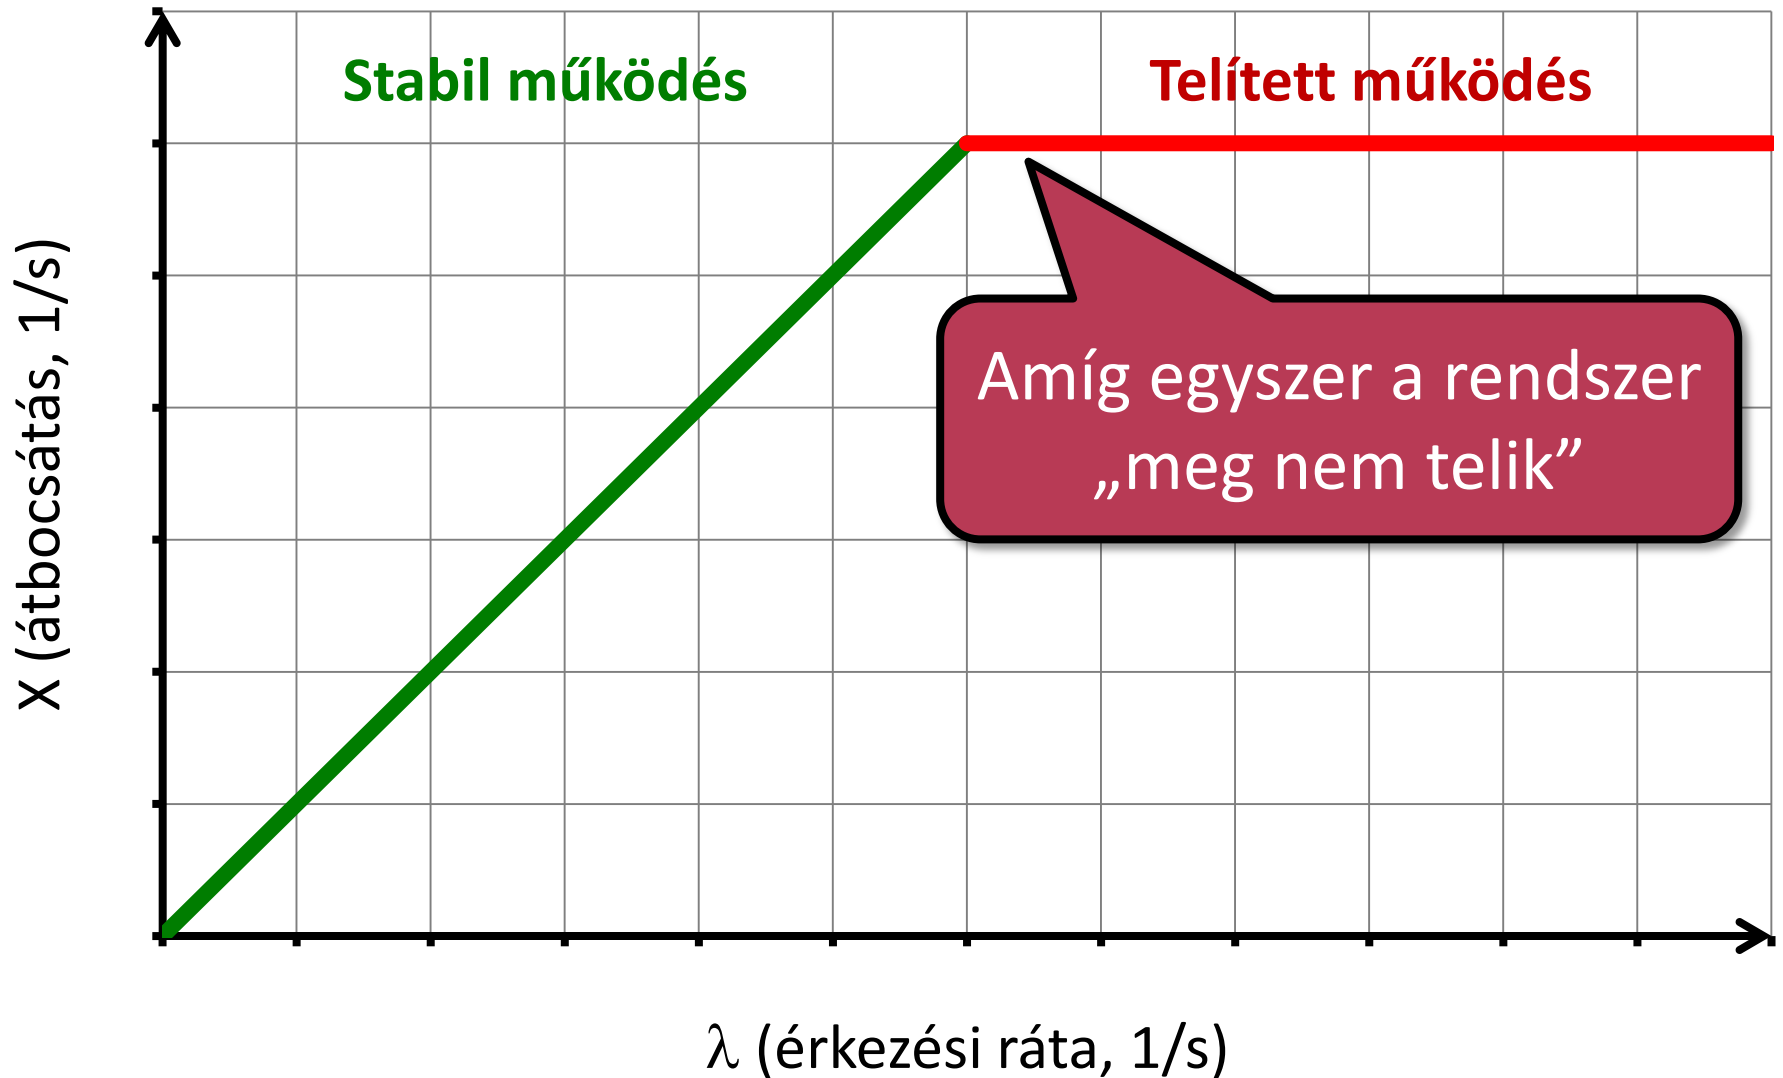 Stabil működés
Telített működés
X (átbocsátás, 1/s)
Amíg egyszer a rendszer
„meg nem telik”
λ (érkezési ráta, 1/s)